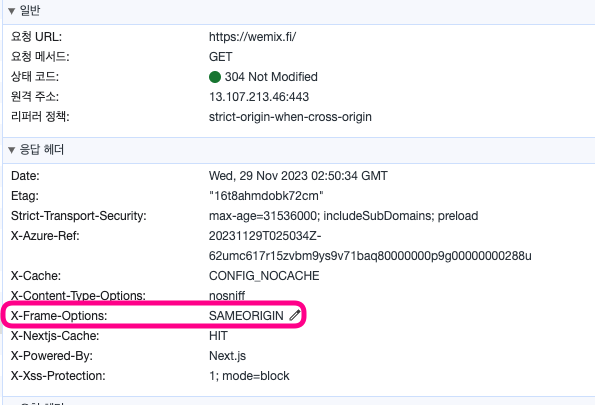 ▼ 일반
요청 URL: https://wemix.fi/
요청 메서드: GET
상태 코드: 304 Not Modified
원격 주소: 13.107.213.46:443
리퍼러 정책: strict-origin-when-cross-origin
▼ 응답 헤더
Date: Wed, 29 Nov 2023 02:50:34 GMT
Etag: "16t8ahmdobk72cm"
Strict-Transport-Security: max-age=31536000; includeSubDomains; preload
X-Azure-Ref: 20231129T025034Z-
62umc617r15zvbm9ys9v71baq80000000p9g00000000288u
X-Cache: CONFIG_NOCACHE
X-Content-Type-Options: nosniff
X-Frame-Options: SAMEORIGIN
X-Nextjs-Cache: HIT
X-Powered-By: Next.js
X-Xss-Protection: 1; mode=block